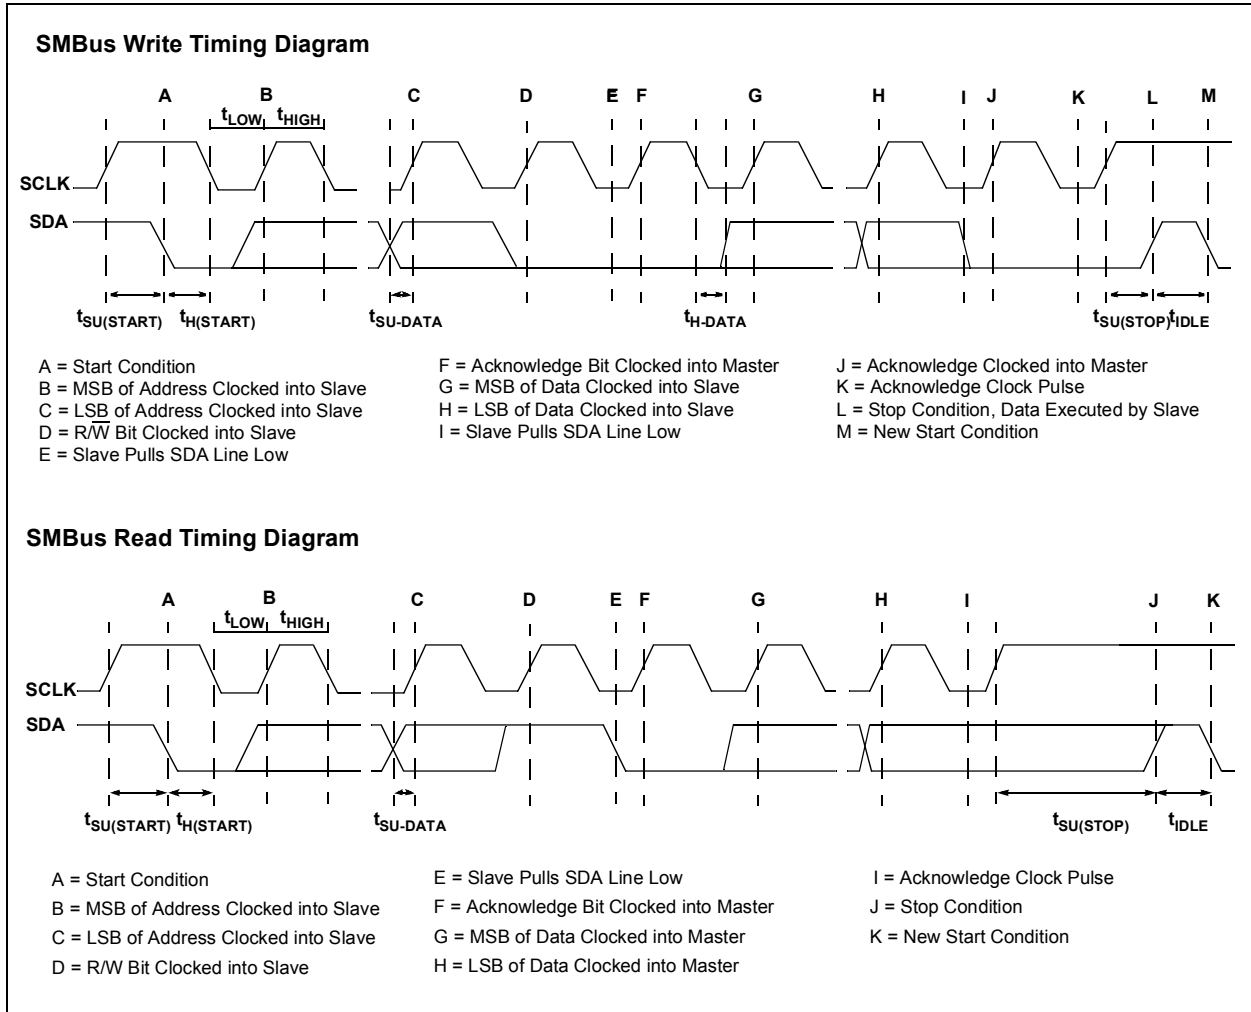 SMBus Write Timing Diagram
A B C D E F G H I J K L M
tLOW tHIGH
SCLK
SDA
tSU(START) tH(START) tSU-DATA tH-DATA tSU(STOP) tIDLE
A = Start Condition
B = MSB of Address Clocked into Slave
C = LSB of Address Clocked into Slave
D = R/W̅ Bit Clocked into Slave
E = Slave Pulls SDA Line Low
F = Acknowledge Bit Clocked into Master
G = MSB of Data Clocked into Slave
H = LSB of Data Clocked into Slave
I = Slave Pulls SDA Line Low
J = Acknowledge Clocked into Master
K = Acknowledge Clock Pulse
L = Stop Condition, Data Executed by Slave
M = New Start Condition
SMBus Read Timing Diagram
A B C D E F G H I J K
tLOW tHIGH
SCLK
SDA
tSU(START) tH(START) tSU-DATA tSU(STOP) tIDLE
A = Start Condition
B = MSB of Address Clocked into Slave
C = LSB of Address Clocked into Slave
D = R/W Bit Clocked into Slave
E = Slave Pulls SDA Line Low
F = Acknowledge Bit Clocked into Master
G = MSB of Data Clocked into Master
H = LSB of Data Clocked into Master
I = Acknowledge Clock Pulse
J = Stop Condition
K = New Start Condition